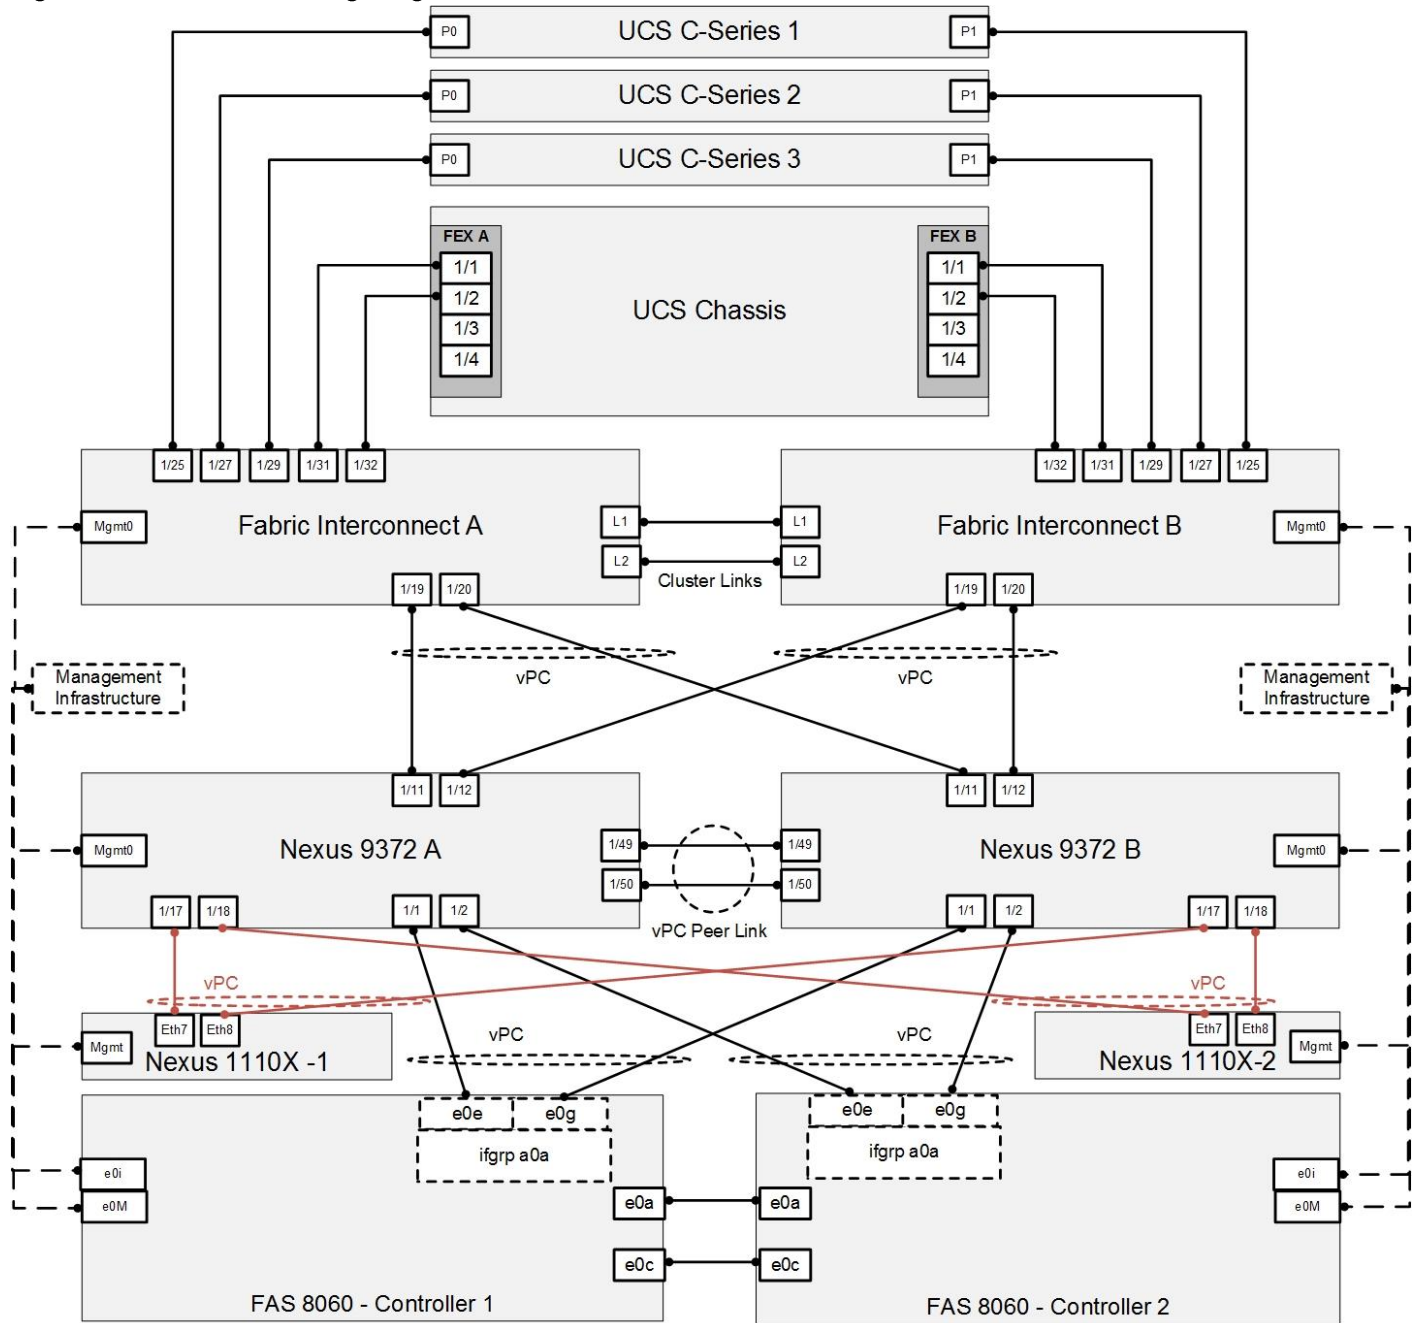 P0 UCS C-Series 1 P1
P0 UCS C-Series 2 P1
P0 UCS C-Series 3 P1
FEX A FEX B
1/1 1/1
1/2 1/2
UCS Chassis
1/3 1/3
1/4 1/4
1/25 1/27 1/29 1/31 1/32 1/32 1/31 1/29 1/27 1/25
Mgmt0 Fabric Interconnect A L1 L1 Fabric Interconnect B Mgmt0
L2 L2
Cluster Links
1/19 1/20 1/19 1/20
vPC vPC
Management
Infrastructure
Management
Infrastructure
1/11 1/12 1/11 1/12
Mgmt0 Nexus 9372 A 1/49 1/49 Nexus 9372 B Mgmt0
1/50 1/50
1/17 1/18 1/1 1/2 1/1 1/2 1/17 1/18
vPC Peer Link
vPC vPC
Eth7 Eth8 Eth7 Eth8
vPC vPC
Mgmt Nexus 1110X -1 Nexus 1110X-2 Mgmt
e0e e0g e0e e0g
ifgrp a0a ifgrp a0a
e0i e0i
e0M e0a e0a e0M
e0c e0c
FAS 8060 - Controller 1 FAS 8060 - Controller 2